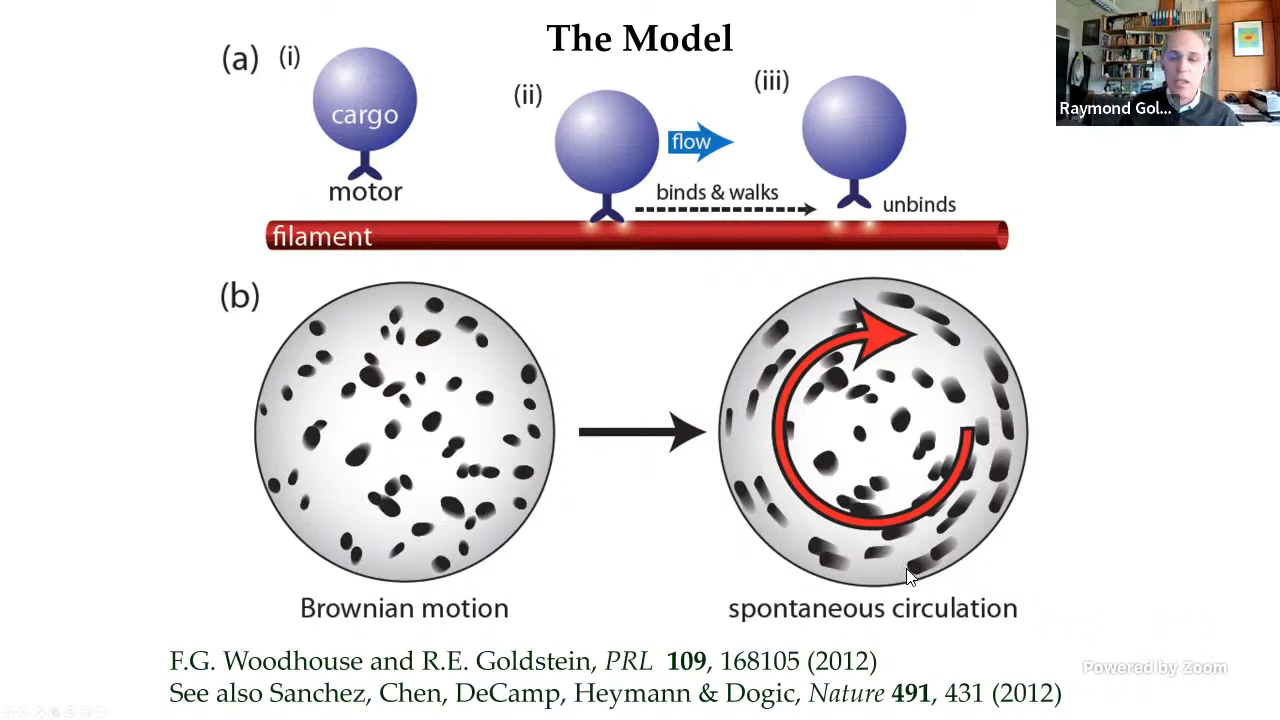 The Model
(a) (i)
cargo
motor
(ii)
flow
binds & walks
(iii)
unbinds
filament
(b)
Brownian motion
spontaneous circulation
F.G. Woodhouse and R.E. Goldstein, PRL 109, 168105 (2012)
See also Sanchez, Chen, DeCamp, Heymann & Dogic, Nature 491, 431 (2012)
Raymond Gol...
Powered by Zoom